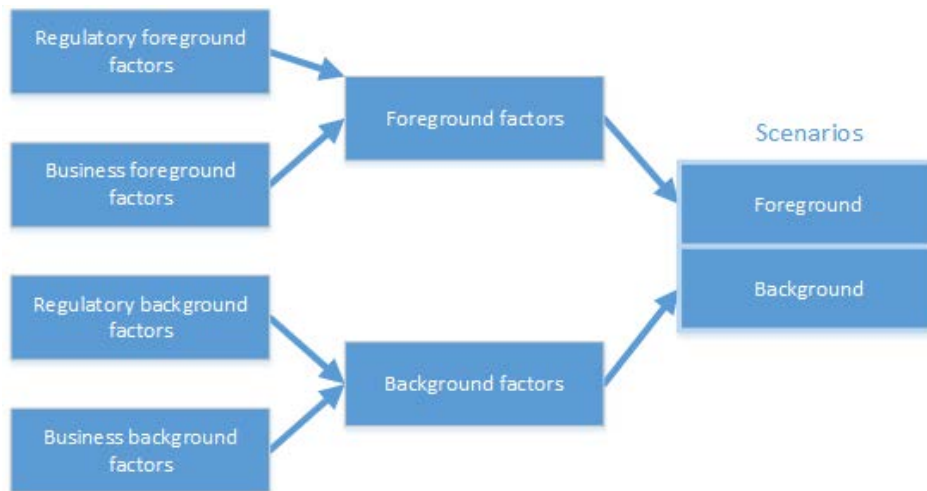 Regulatory foreground
factors
Business foreground
factors
Regulatory background
factors
Business background
factors
Foreground factors
Background factors
Scenarios
Foreground
Background